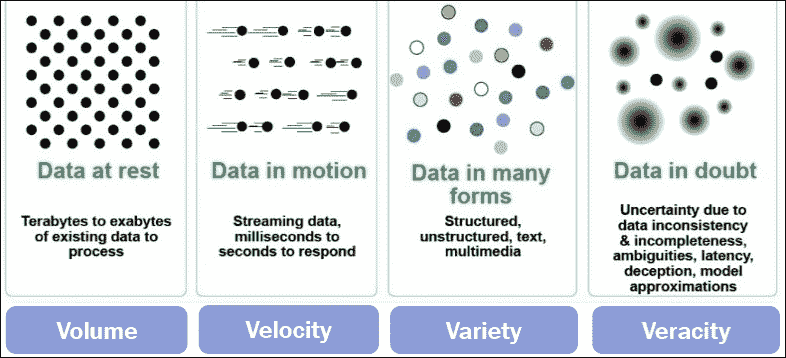 Data at rest
Terabytes to exabytes
of existing data to
process
Volume
Data in motion
Streaming data,
milliseconds to
seconds to respond
Velocity
Data in many
forms
Structured,
unstructured, text,
multimedia
Variety
Data in doubt
Uncertainty due to
data inconsistency
& incompleteness,
ambiguities, latency,
deception, model
approximations
Veracity